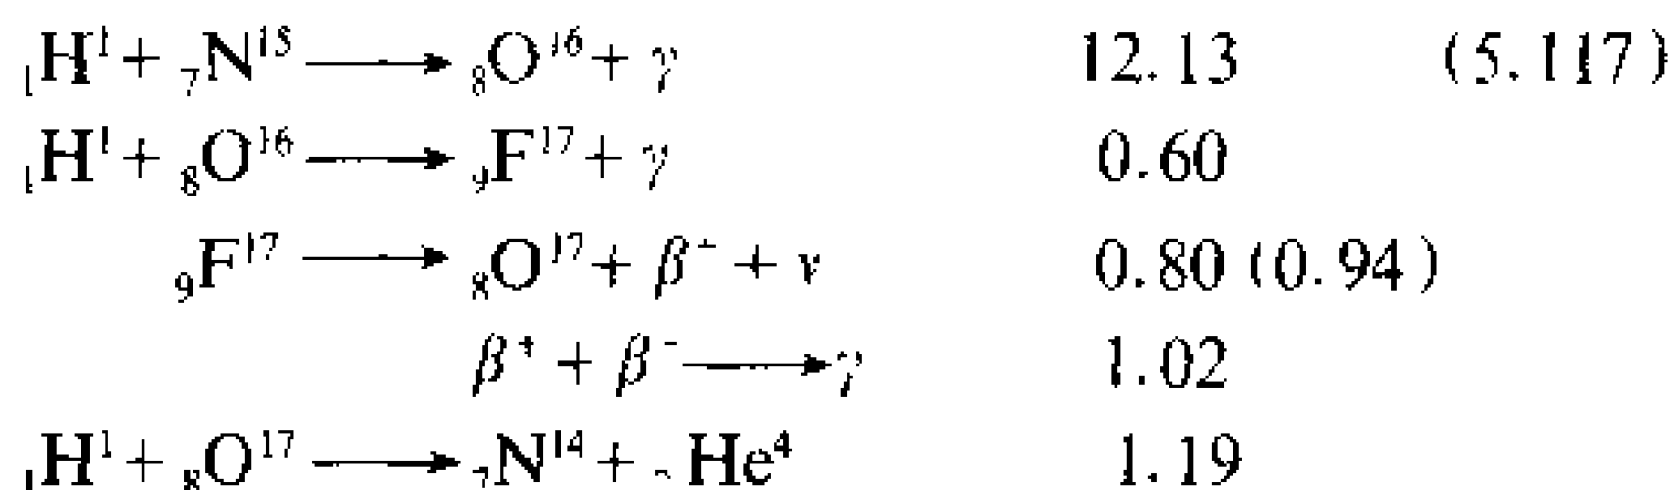 ₁H¹ + ₇N¹⁵ ⟶ ₈O¹⁶ + γ 12.13 (5.117)
₁H¹ + ₈O¹⁶ ⟶ ₉F¹⁷ + γ 0.60
₉F¹⁷ ⟶ ₈O¹⁷ + β⁺ + ν 0.80 (0.94)
β⁺ + β⁻ ⟶ γ 1.02
₁H¹ + ₈O¹⁷ ⟶ ₇N¹⁴ + ₂He⁴ 1.19